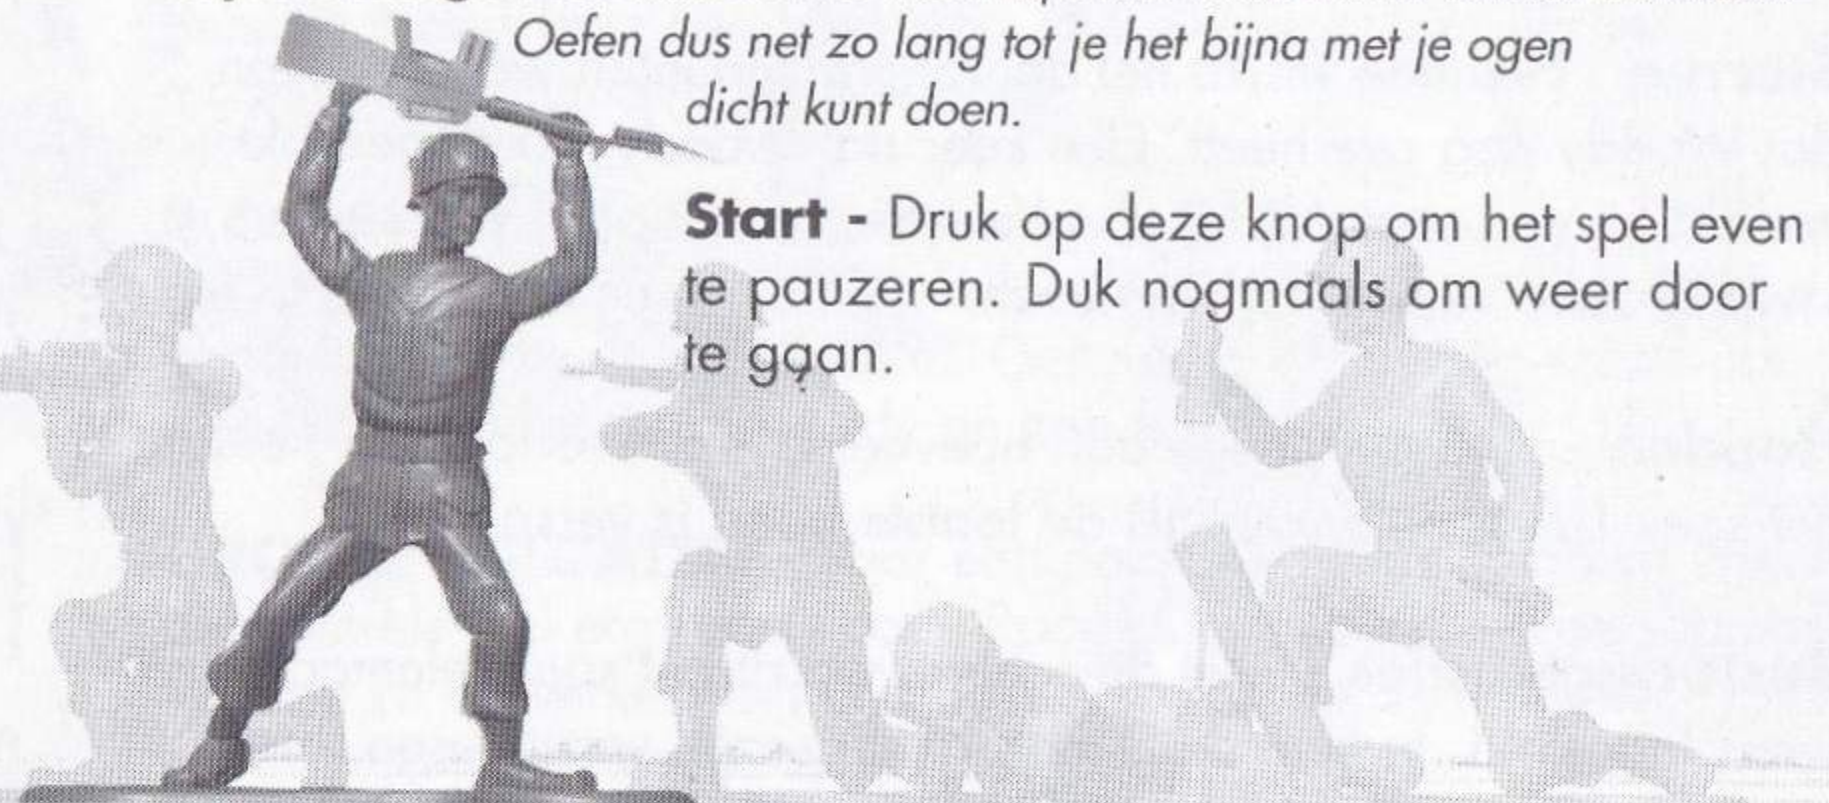 Oefen dus net zo lang tot je het bijna met je ogen
dicht kunt doen.
Start - Druk op deze knop om het spel even
te pauzeren. Duk nogmaals om weer door
te gaan.